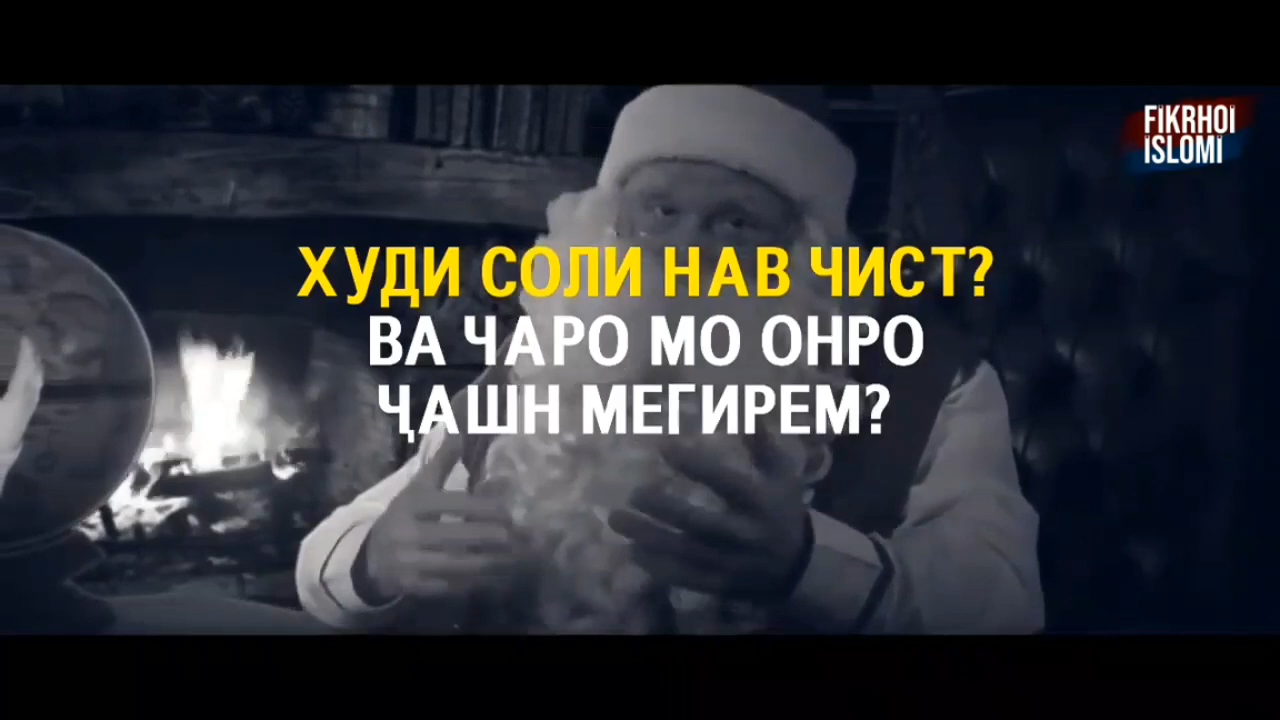 FIKRHOI
ISLOMI
ХУДИ СОЛИ НАВ ЧИСТ?
ВА ЧАРО МО ОНРО
ҶАШН МЕГИРЕМ?